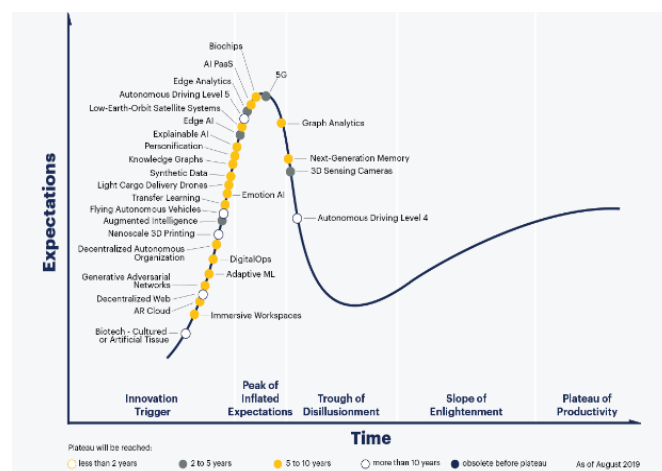 Expectations
Biochips
AI PaaS
5G
Edge Analytics
Autonomous Driving Level 5
Low-Earth-Orbit Satellite Systems
Edge AI
Graph Analytics
Explainable AI
Personification
Next-Generation Memory
Knowledge Graphs
3D Sensing Cameras
Synthetic Data
Light Cargo Delivery Drones
Emotion AI
Transfer Learning
Flying Autonomous Vehicles
Autonomous Driving Level 4
Augmented Intelligence
Nanoscale 3D Printing
Decentralized Autonomous
Organization
DigitalOps
Adaptive ML
Generative Adversarial
Networks
Decentralized Web
AR Cloud
Immersive Workspaces
Biotech - Cultured
or Artificial Tissue
Innovation
Trigger
Peak of
Inflated
Expectations
Trough of
Disillusionment
Slope of
Enlightenment
Plateau of
Productivity
Time
Plateau will be reached:
less than 2 years
2 to 5 years
5 to 10 years
more than 10 years
obsolete before plateau
As of August 2019